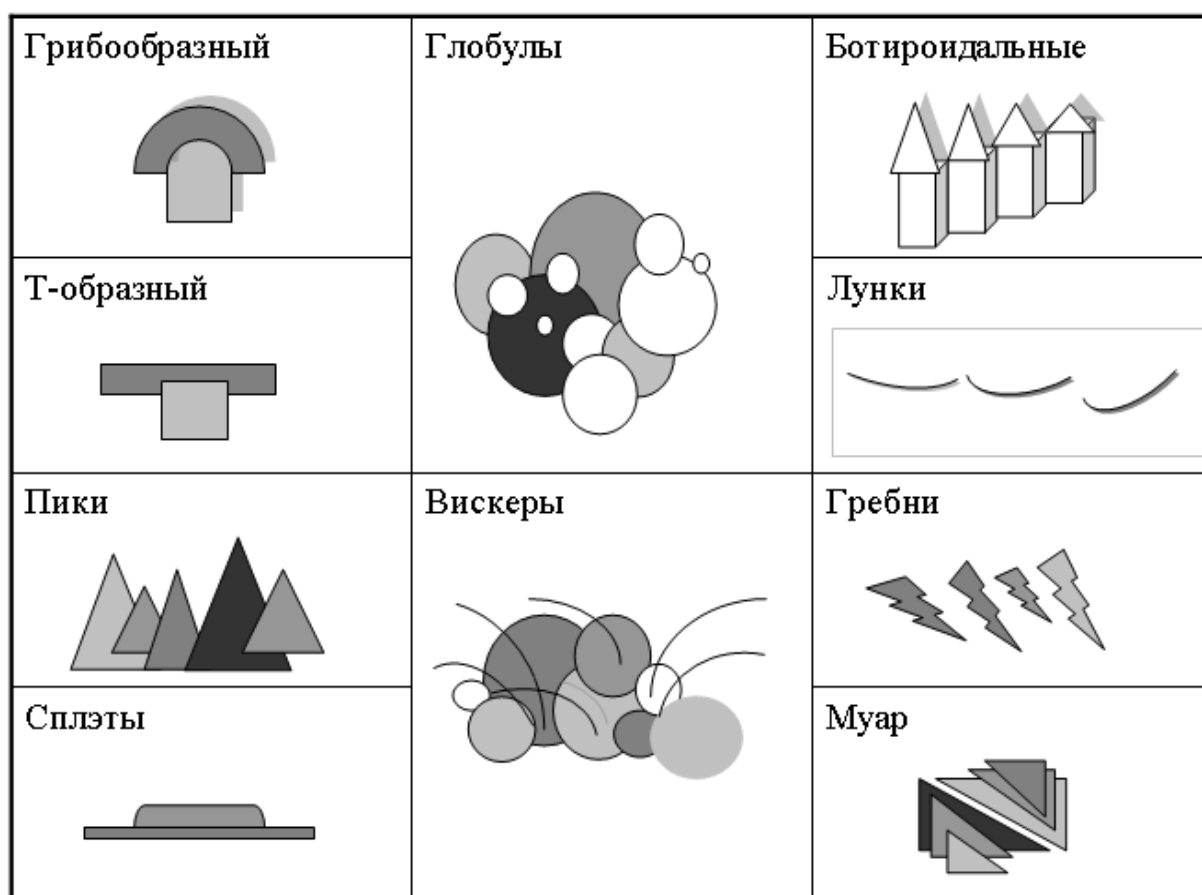 Грибообразный
Глобулы
Ботироидальные
Т-образный
Лунки
Пики
Вискеры
Гребни
Сплэты
Муар